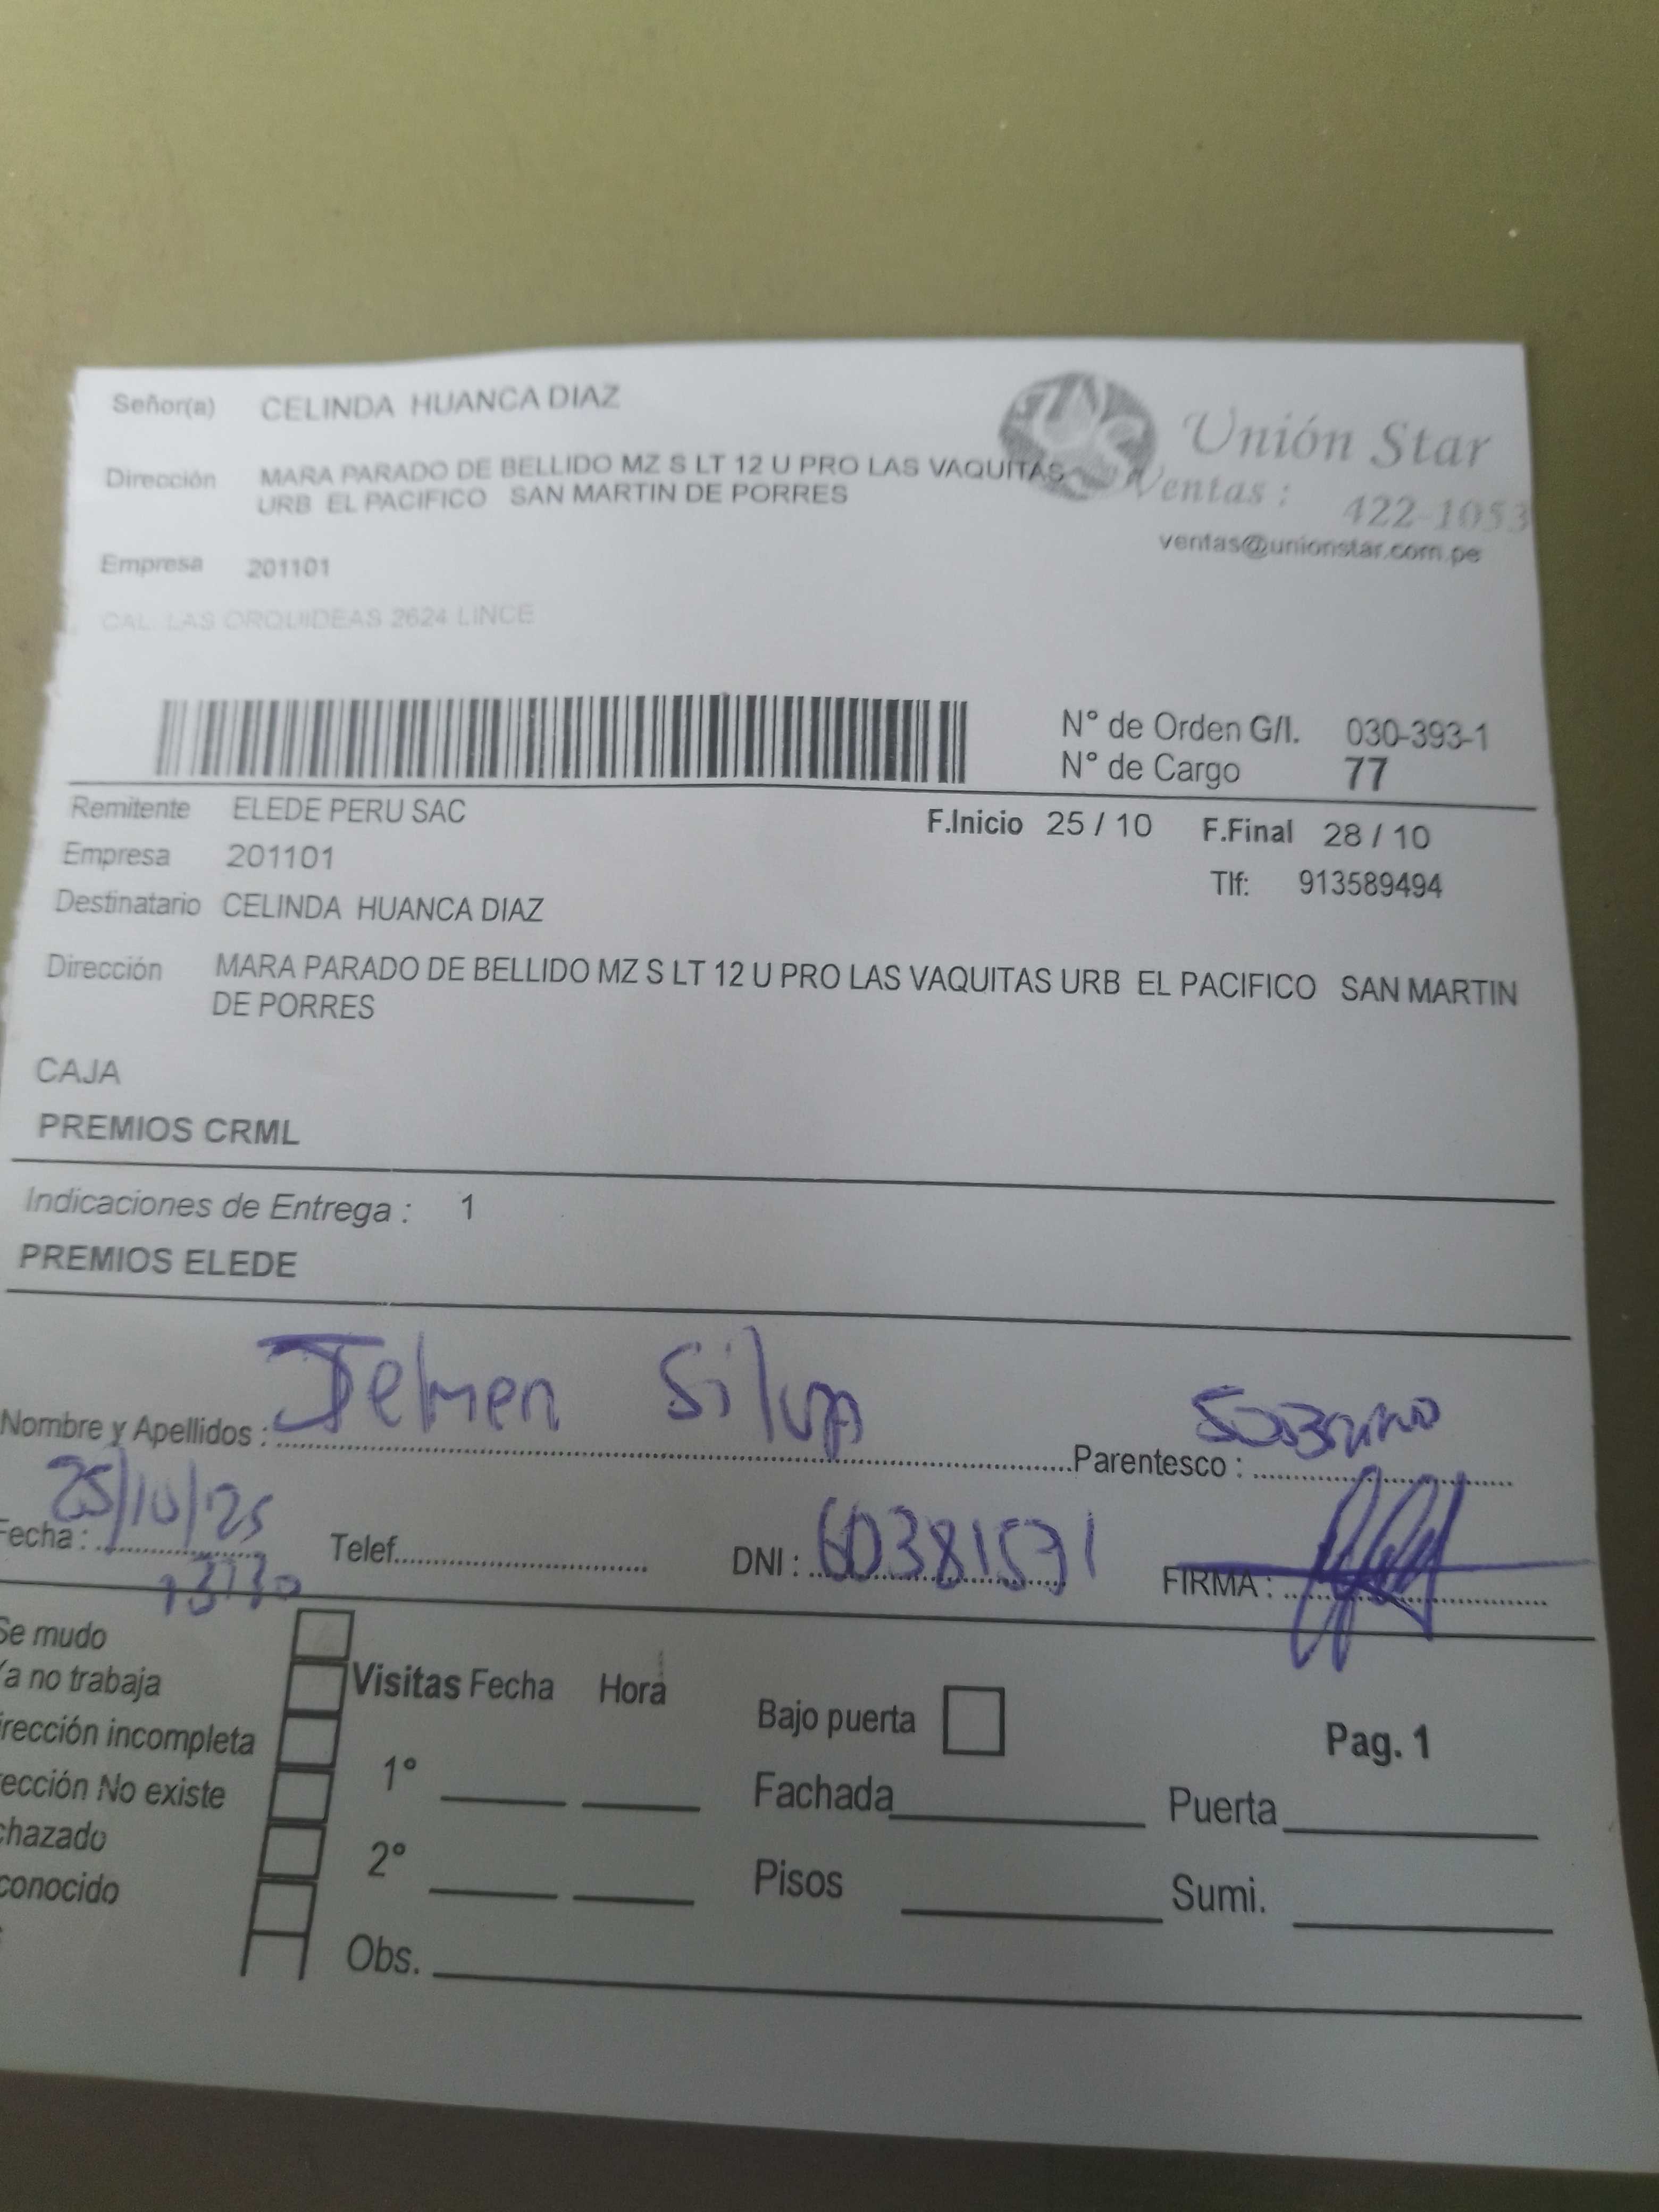 Señor(a) CELINDA HUANCA DIAZ
Unión Star
Dirección MARA PARADO DE BELLIDO MZ S LT 12 U PRO LAS VAQUITAS
URB EL PACIFICO SAN MARTIN DE PORRES
Ventas : 422-1053
ventas@unionstar.com.pe
Empresa 201101
CAL. LAS ORQUIDEAS 2624 LINCE
N° de Orden G/I. 030-393-1
N° de Cargo 77
Remitente ELEDE PERU SAC
F.Inicio 25 / 10 F.Final 28 / 10
Empresa 201101
Tlf: 913589494
Destinatario CELINDA HUANCA DIAZ
Dirección MARA PARADO DE BELLIDO MZ S LT 12 U PRO LAS VAQUITAS URB EL PACIFICO SAN MARTIN
DE PORRES
CAJA
PREMIOS CRML
Indicaciones de Entrega : 1
PREMIOS ELEDE
Nombre y Apellidos : Silva Parentesco :
Fecha : 25/10/25 Telef. DNI : 60381531 FIRMA :
Se mudo
Ya no trabaja
Visitas Fecha Hora
Bajo puerta
Pag. 1
irección incompleta
1°
Fachada Puerta
ección No existe
chazado
2°
Pisos Sumi.
conocido
Obs.